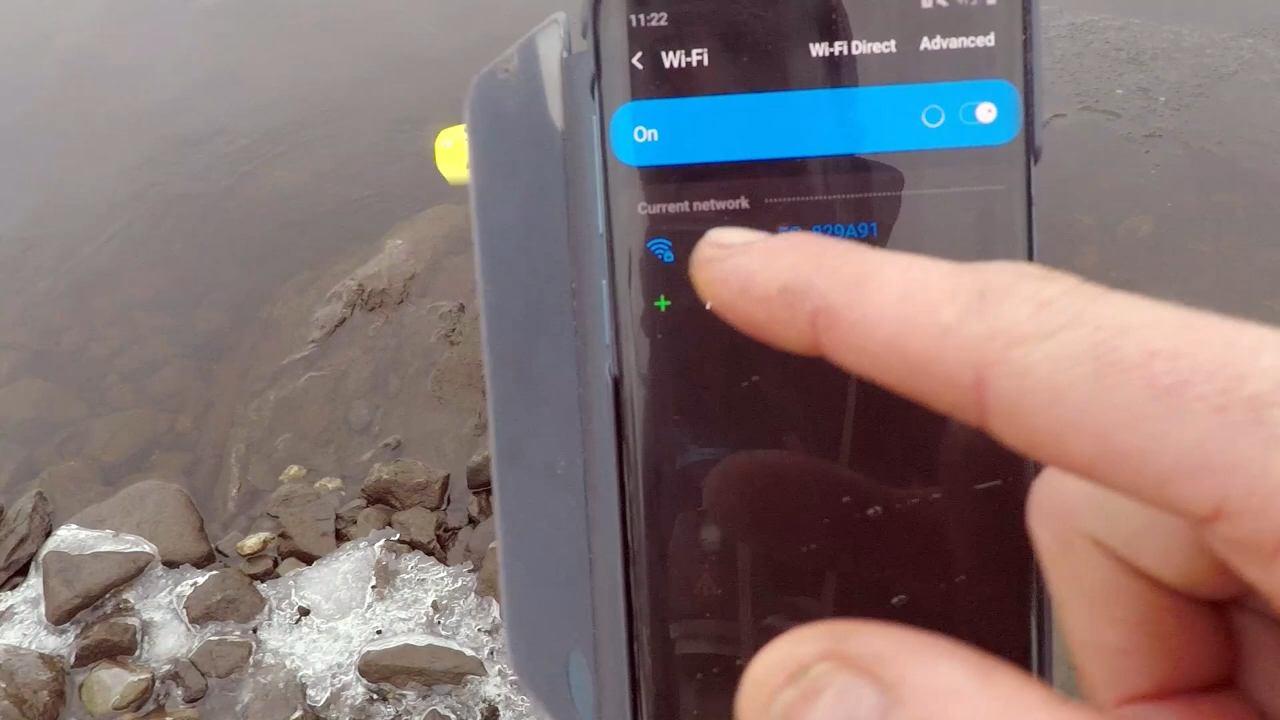 11:22
Wi-Fi
Wi-Fi Direct
Advanced
On
Current network
829A91